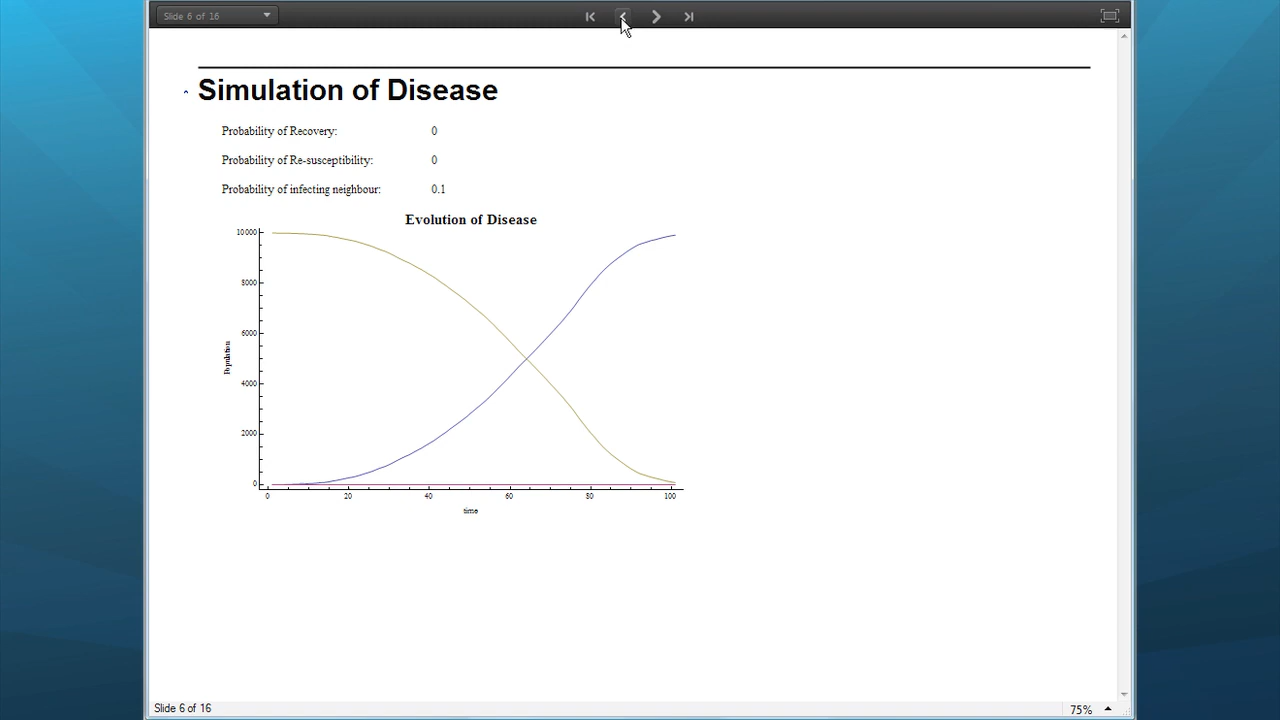 Slide 6 of 16
Simulation of Disease
Probability of Recovery: 0
Probability of Re-susceptibility: 0
Probability of infecting neighbour: 0.1
Evolution of Disease
10000
8000
6000
4000
2000
0
Population
0 20 40 60 80 100
time
Slide 6 of 16 75%